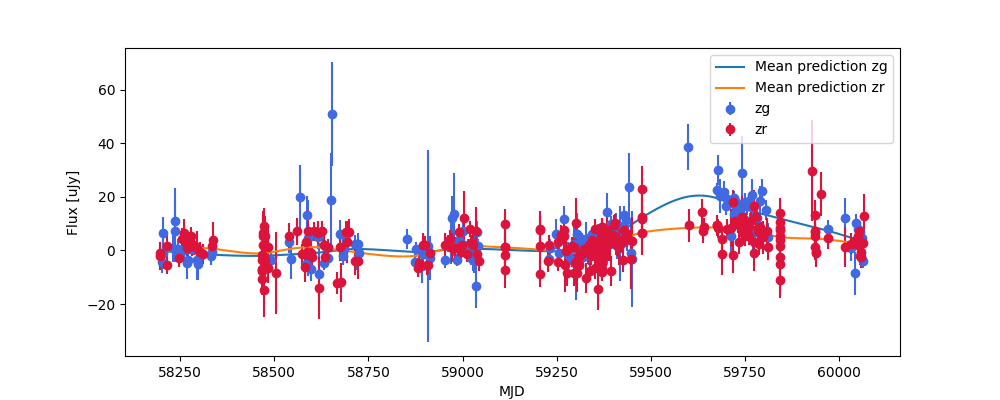 Flux [uJy]
60
40
20
0
−20
58250 58500 58750 59000 59250 59500 59750 60000
MJD
Mean prediction zg
Mean prediction zr
zg
zr